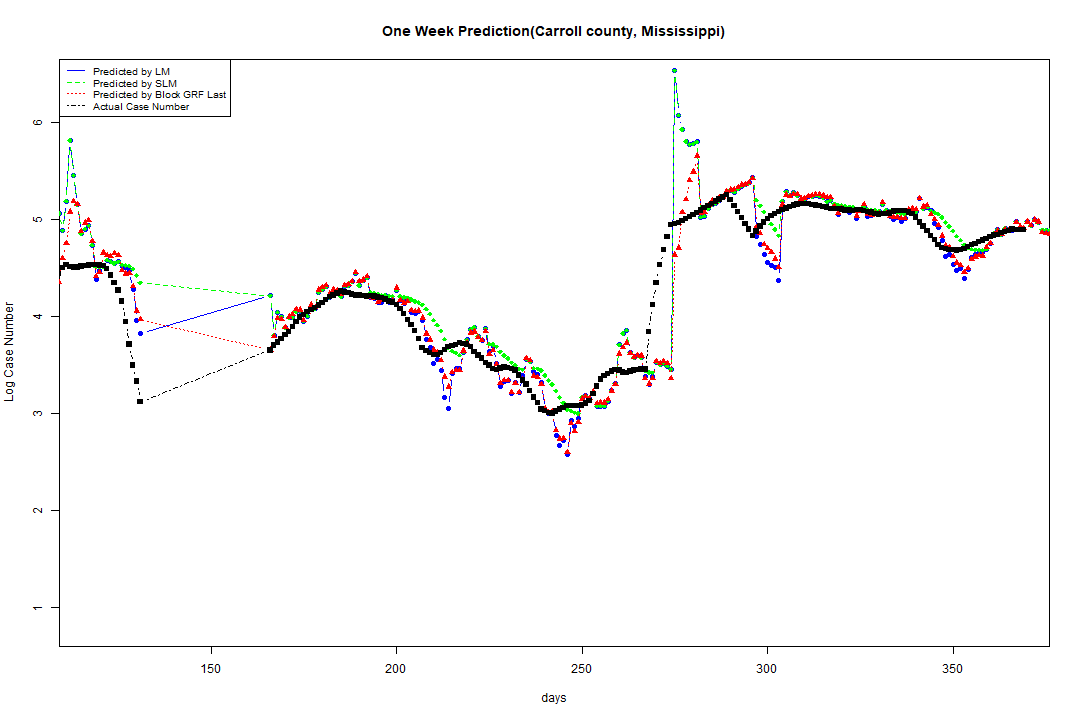 One Week Prediction(Carroll county, Mississippi)
Predicted by LM
Predicted by SLM
Predicted by Block GRF Last
Actual Case Number
6
5
4
3
2
1
Log Case Number
150 200 250 300 350
days